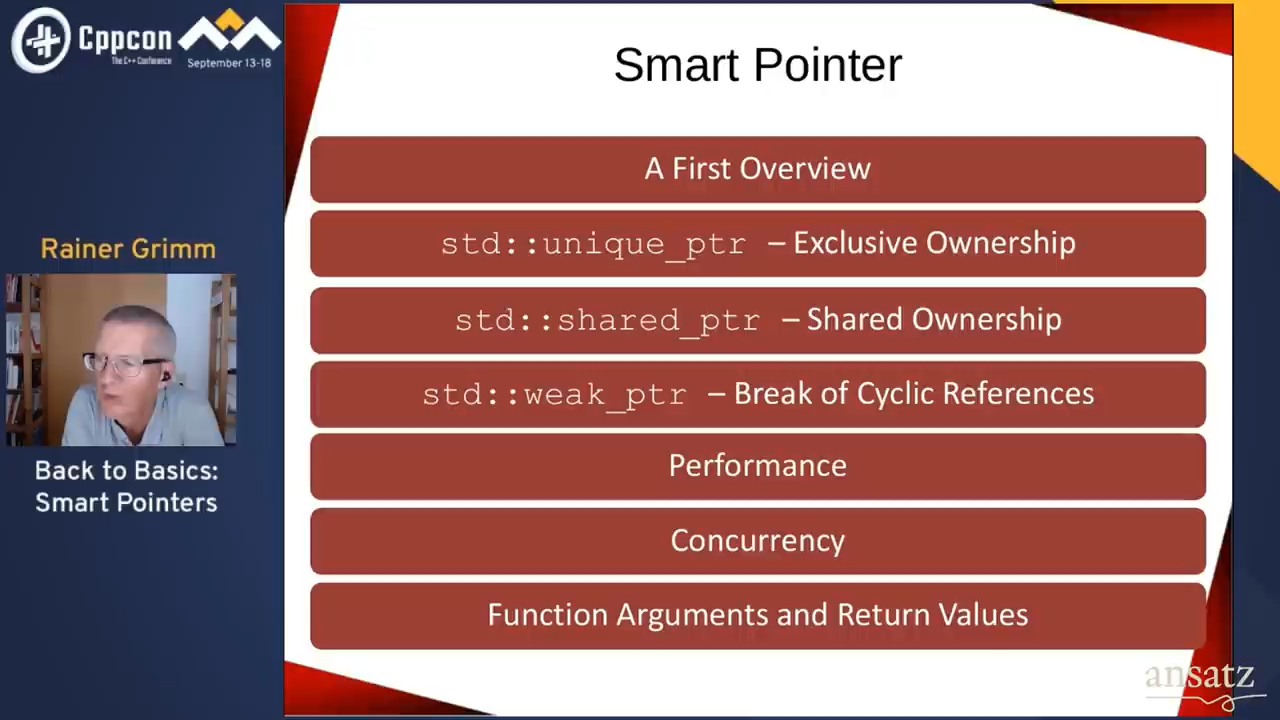 Cppcon
The C++ Conference
September 13-18
Rainer Grimm
Back to Basics:
Smart Pointers
Smart Pointer
A First Overview
std::unique_ptr – Exclusive Ownership
std::shared_ptr – Shared Ownership
std::weak_ptr – Break of Cyclic References
Performance
Concurrency
Function Arguments and Return Values
ansatz